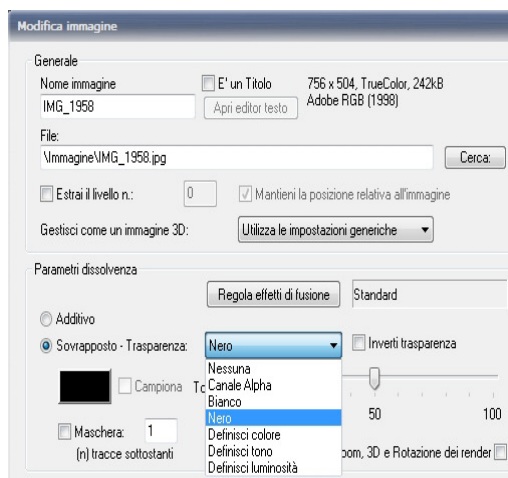 Modifica immagine
Generale
Nome immagine
E' un Titolo
756 x 504, TrueColor, 242kB
IMG_1958
Apri editor testo
Adobe RGB (1998)
File:
\Immagine\IMG_1958.jpg
Cerca:
Estrai il livello n.:
0
Mantieni la posizione relativa all'immagine
Gestisci come un immagine 3D:
Utilizza le impostazioni generiche
Parametri dissolvenza
Regola effetti di fusione
Standard
Additivo
Sovrapposto - Trasparenza:
Nero
Inverti trasparenza
Nessuna
Campiona
Canale Alpha
Bianco
Nero
50
100
Maschera:
1
Definisci colore
(n) tracce sottostanti
Definisci tono
3D e Rotazione dei render
Definisci luminosità